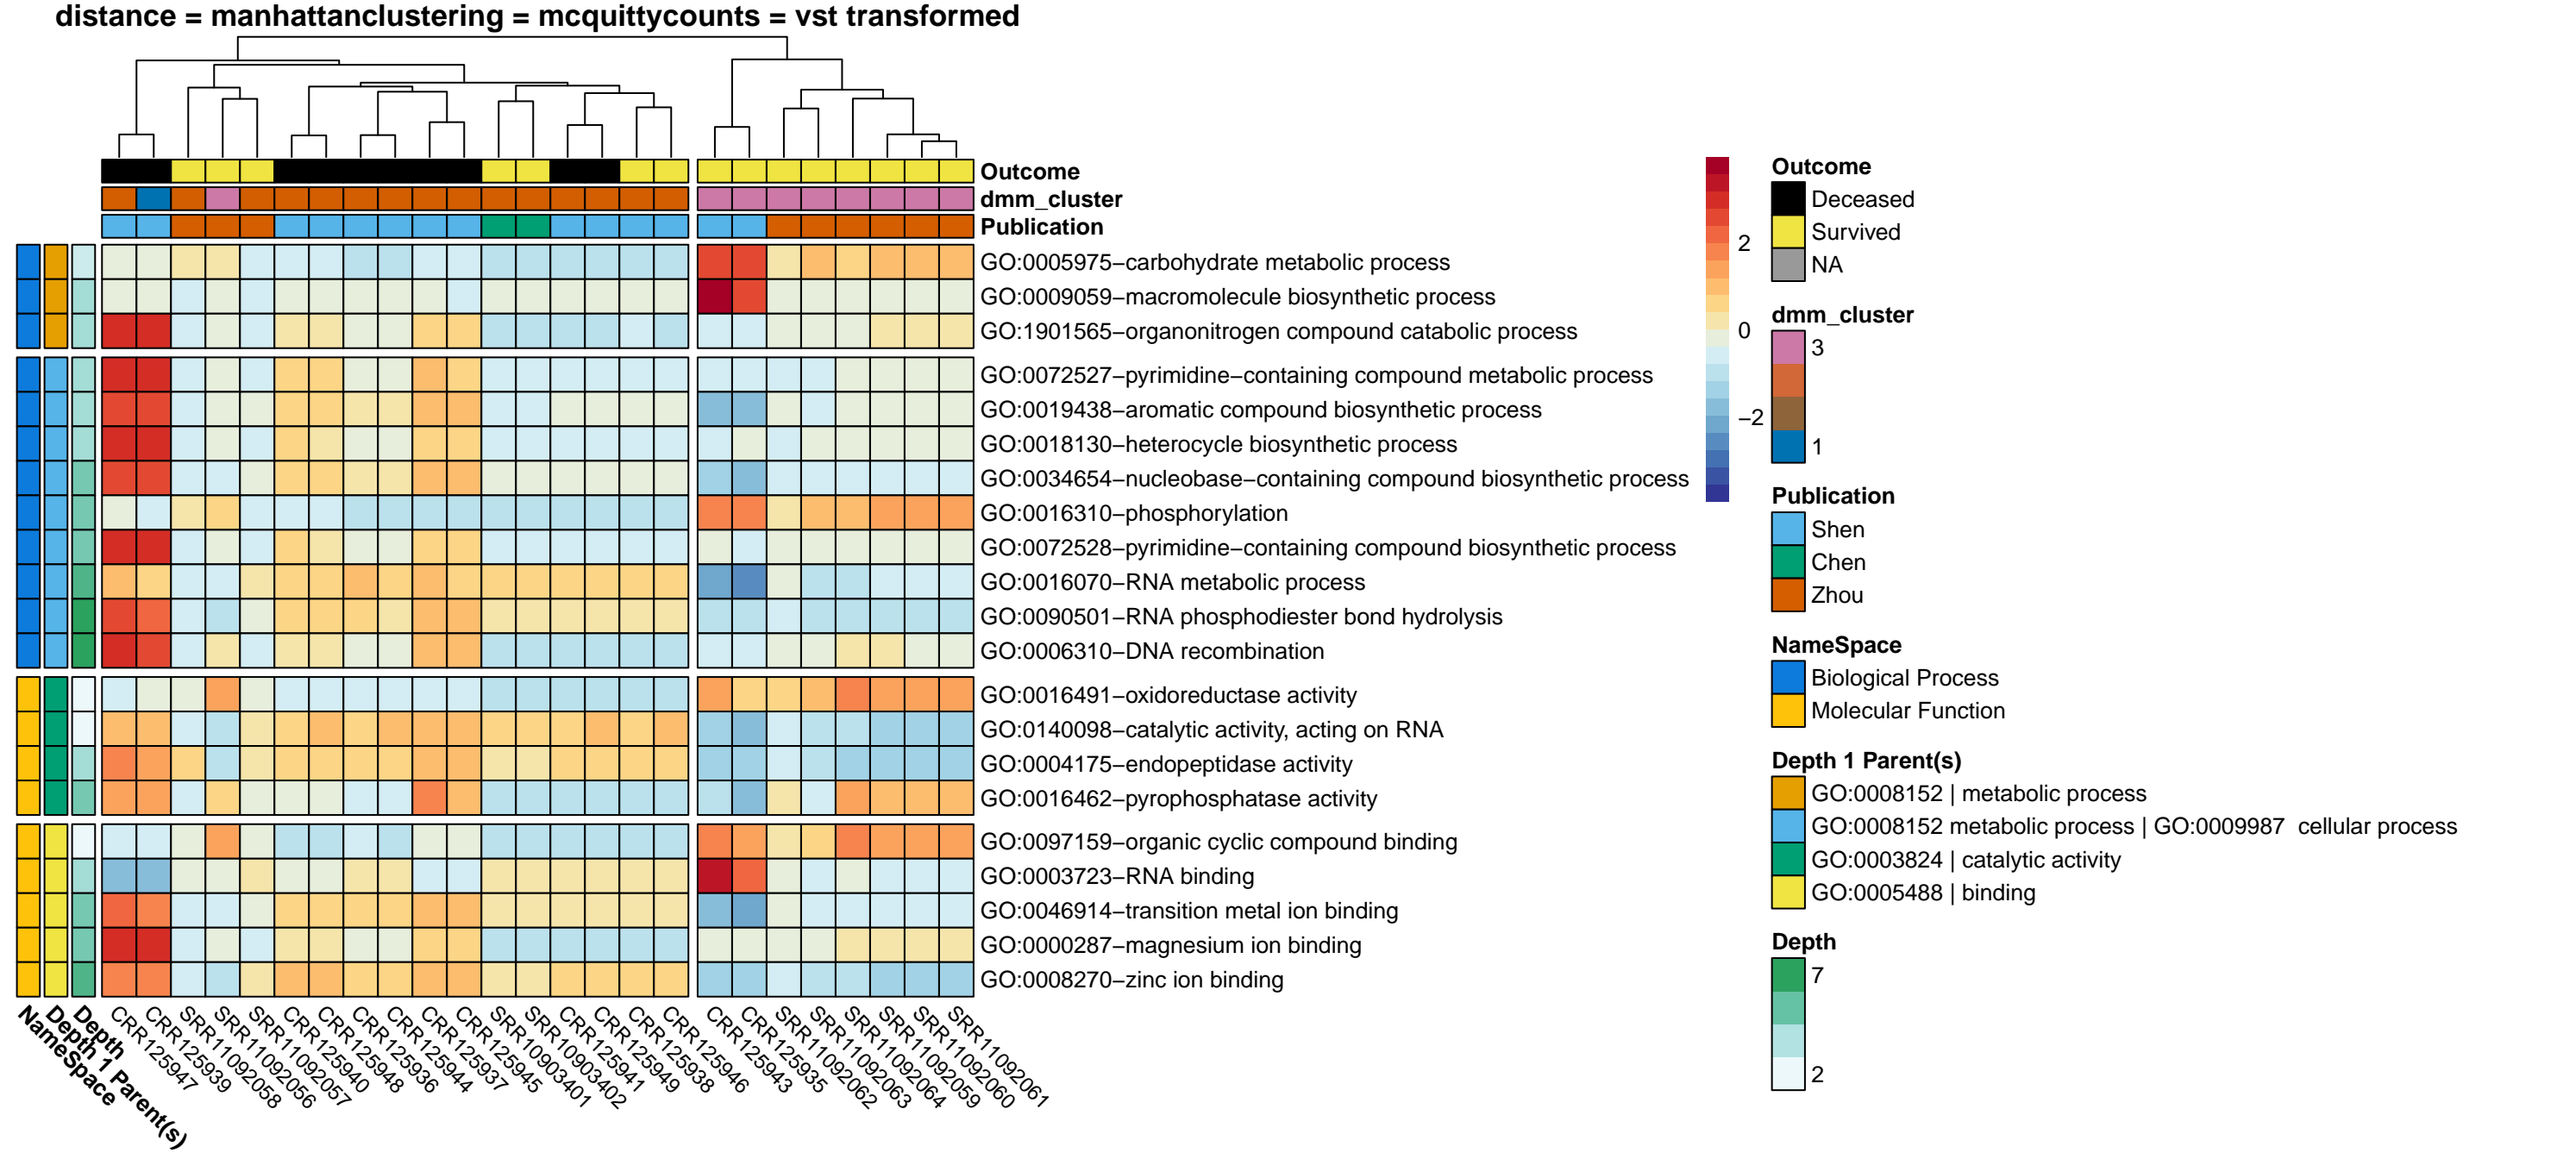 distance = manhattanclustering = mcquittycounts = vst transformed
Outcome
dmm_cluster
Publication
GO:0005975−carbohydrate metabolic process
GO:0009059−macromolecule biosynthetic process
GO:1901565−organonitrogen compound catabolic process
GO:0072527−pyrimidine−containing compound metabolic process
GO:0019438−aromatic compound biosynthetic process
GO:0018130−heterocycle biosynthetic process
GO:0034654−nucleobase−containing compound biosynthetic process
GO:0016310−phosphorylation
GO:0072528−pyrimidine−containing compound biosynthetic process
GO:0016070−RNA metabolic process
GO:0090501−RNA phosphodiester bond hydrolysis
GO:0006310−DNA recombination
GO:0016491−oxidoreductase activity
GO:0140098−catalytic activity, acting on RNA
GO:0004175−endopeptidase activity
GO:0016462−pyrophosphatase activity
GO:0097159−organic cyclic compound binding
GO:0003723−RNA binding
GO:0046914−transition metal ion binding
GO:0000287−magnesium ion binding
GO:0008270−zinc ion binding
NameSpace
Depth 1 Parent(s)
Depth
CRR125947
CRR125939
SRR11092058
SRR11092056
SRR11092057
CRR125940
CRR125948
CRR125936
CRR125944
CRR125937
CRR125945
SRR10903401
SRR10903402
CRR125941
CRR125949
CRR125938
CRR125946
CRR125943
CRR125935
SRR11092062
SRR11092063
SRR11092064
SRR11092059
SRR11092060
SRR11092061
2
0
−2
Outcome
Deceased
Survived
NA
dmm_cluster
3
1
Publication
Shen
Chen
Zhou
NameSpace
Biological Process
Molecular Function
Depth 1 Parent(s)
GO:0008152 | metabolic process
GO:0008152 metabolic process | GO:0009987  cellular process
GO:0003824 | catalytic activity
GO:0005488 | binding
Depth
7
2